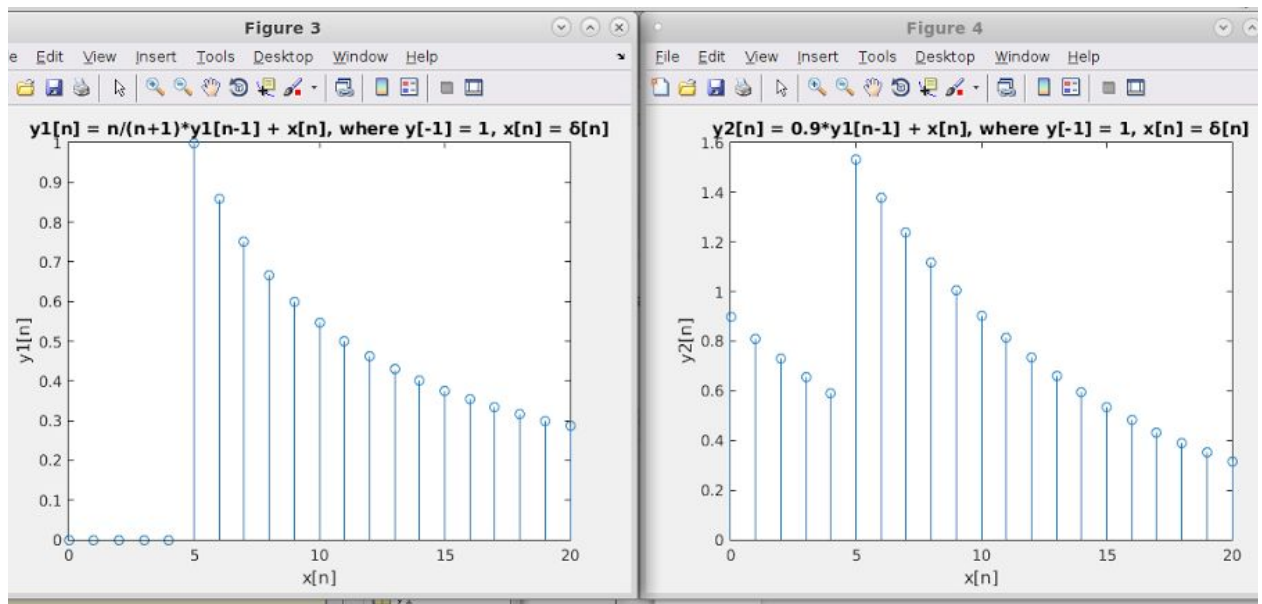 Figure 3
e Edit View Insert Tools Desktop Window Help
y1[n] = n/(n+1)*y1[n-1] + x[n], where y[-1] = 1, x[n] = δ[n]
1
0.9
0.8
0.7
0.6
0.5
0.4
0.3
0.2
0.1
0
y1[n]
0 5 10 15 20
x[n]
Figure 4
File Edit View Insert Tools Desktop Window Help
y2[n] = 0.9*y1[n-1] + x[n], where y[-1] = 1, x[n] = δ[n]
1.6
1.4
1.2
1
0.8
0.6
0.4
0.2
0
y2[n]
0 5 10 15 20
x[n]